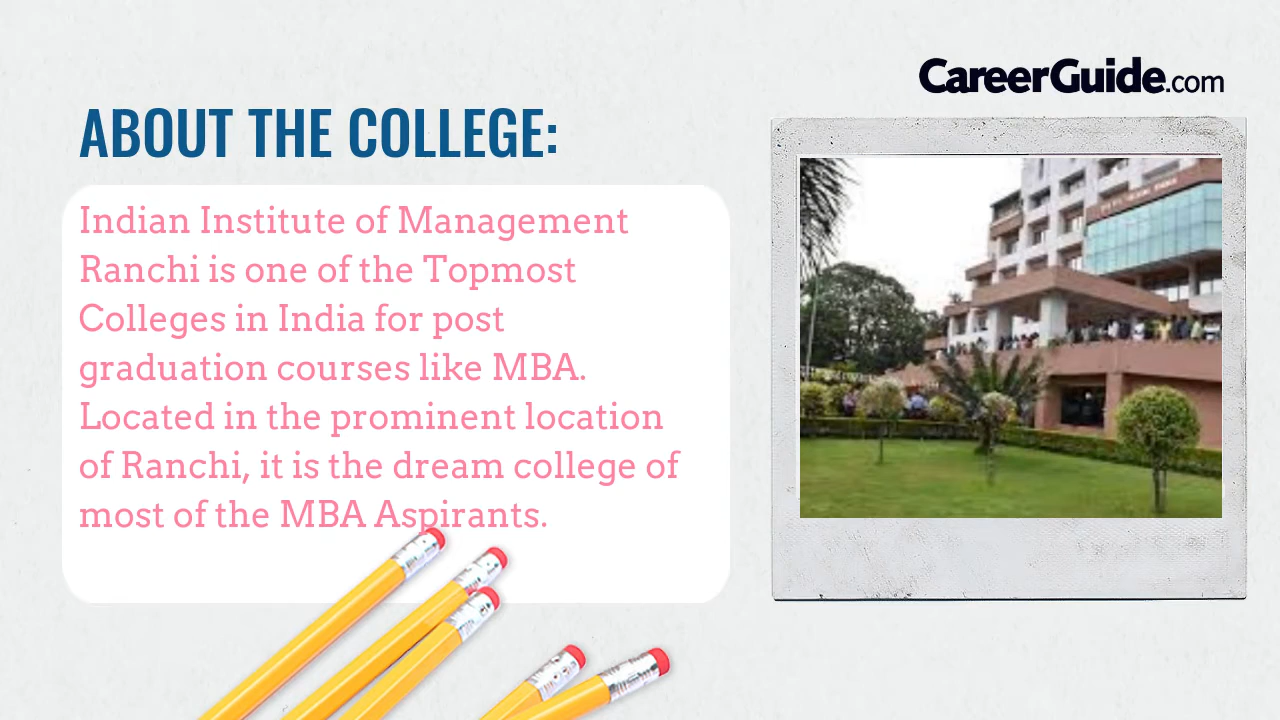 CareerGuide.com
ABOUT THE COLLEGE:
Indian Institute of Management
Ranchi is one of the Topmost
Colleges in India for post
graduation courses like MBA.
Located in the prominent location
of Ranchi, it is the dream college of
most of the MBA Aspirants.